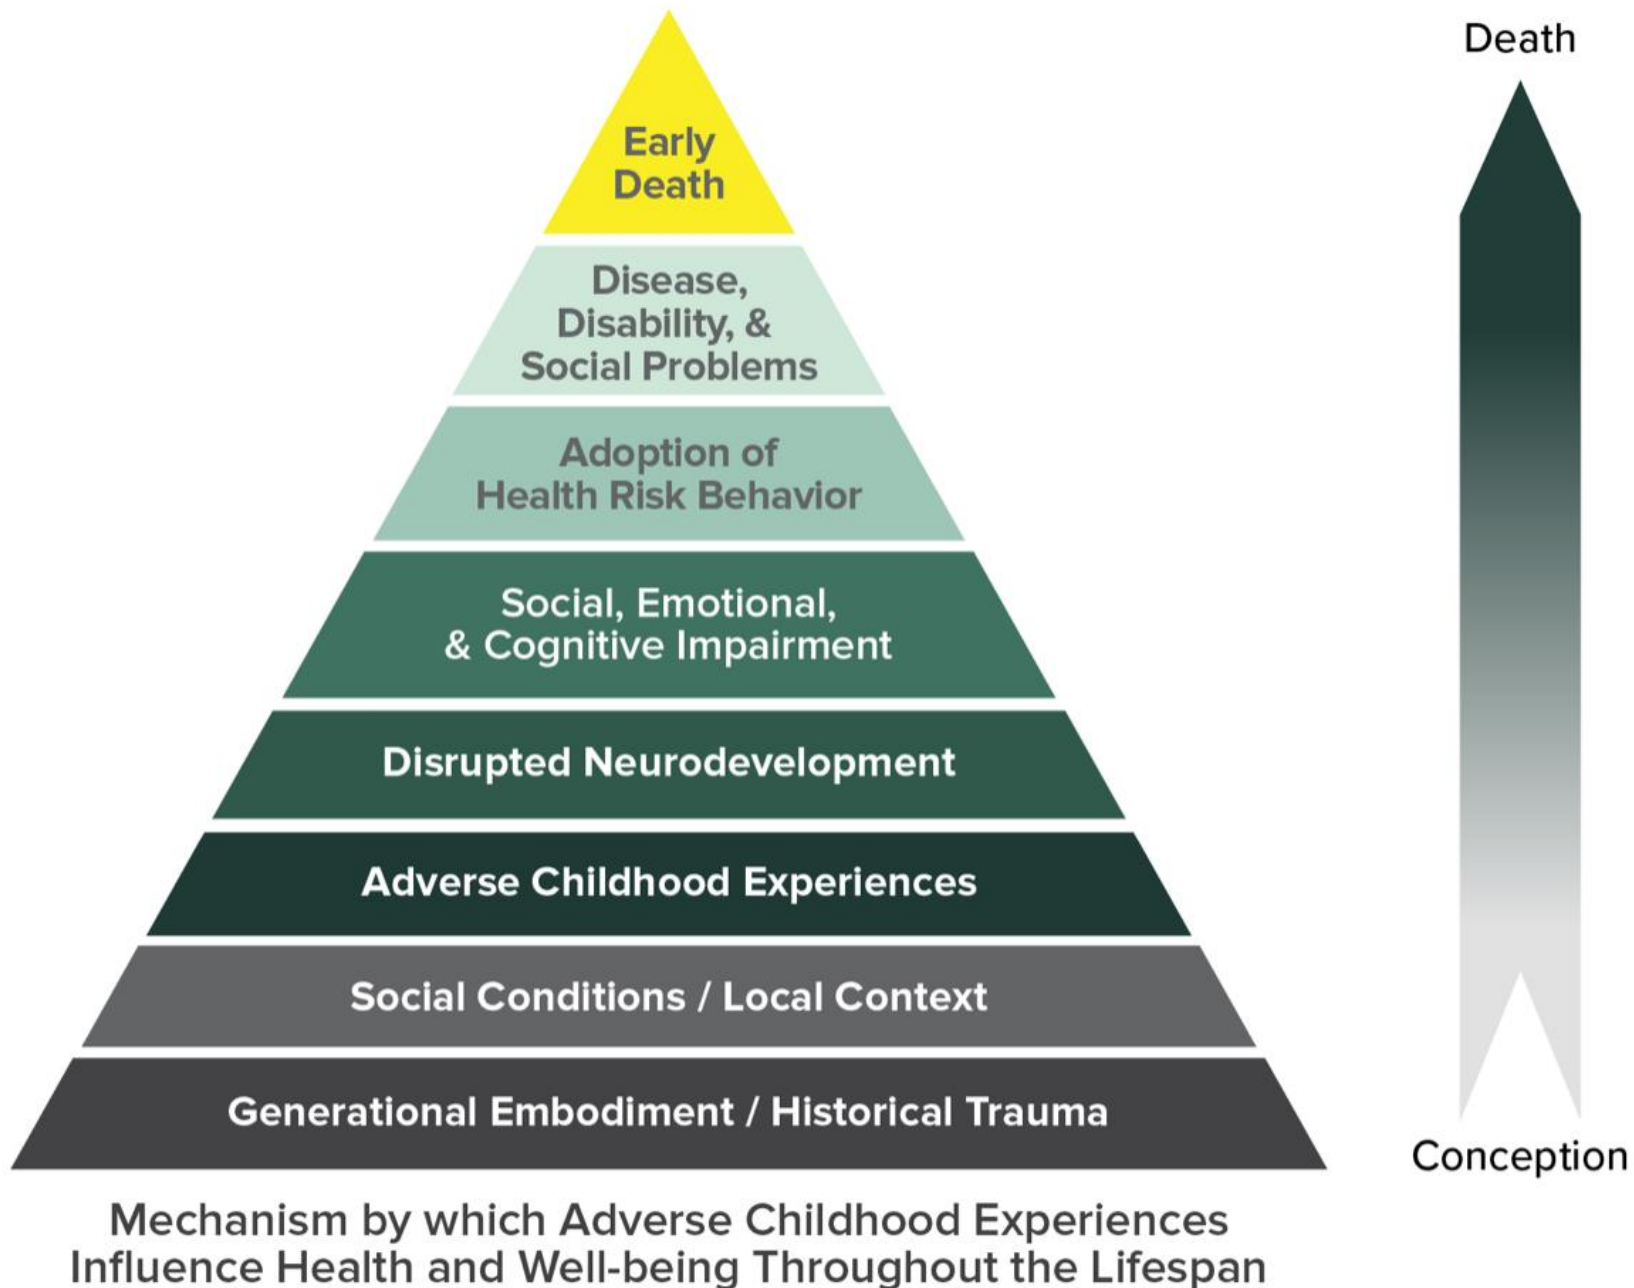 Death
Early
Death
Disease,
Disability, &
Social Problems
Adoption of
Health Risk Behavior
Social, Emotional,
& Cognitive Impairment
Disrupted Neurodevelopment
Adverse Childhood Experiences
Social Conditions / Local Context
Generational Embodiment / Historical Trauma
Conception
Mechanism by which Adverse Childhood Experiences
Influence Health and Well-being Throughout the Lifespan